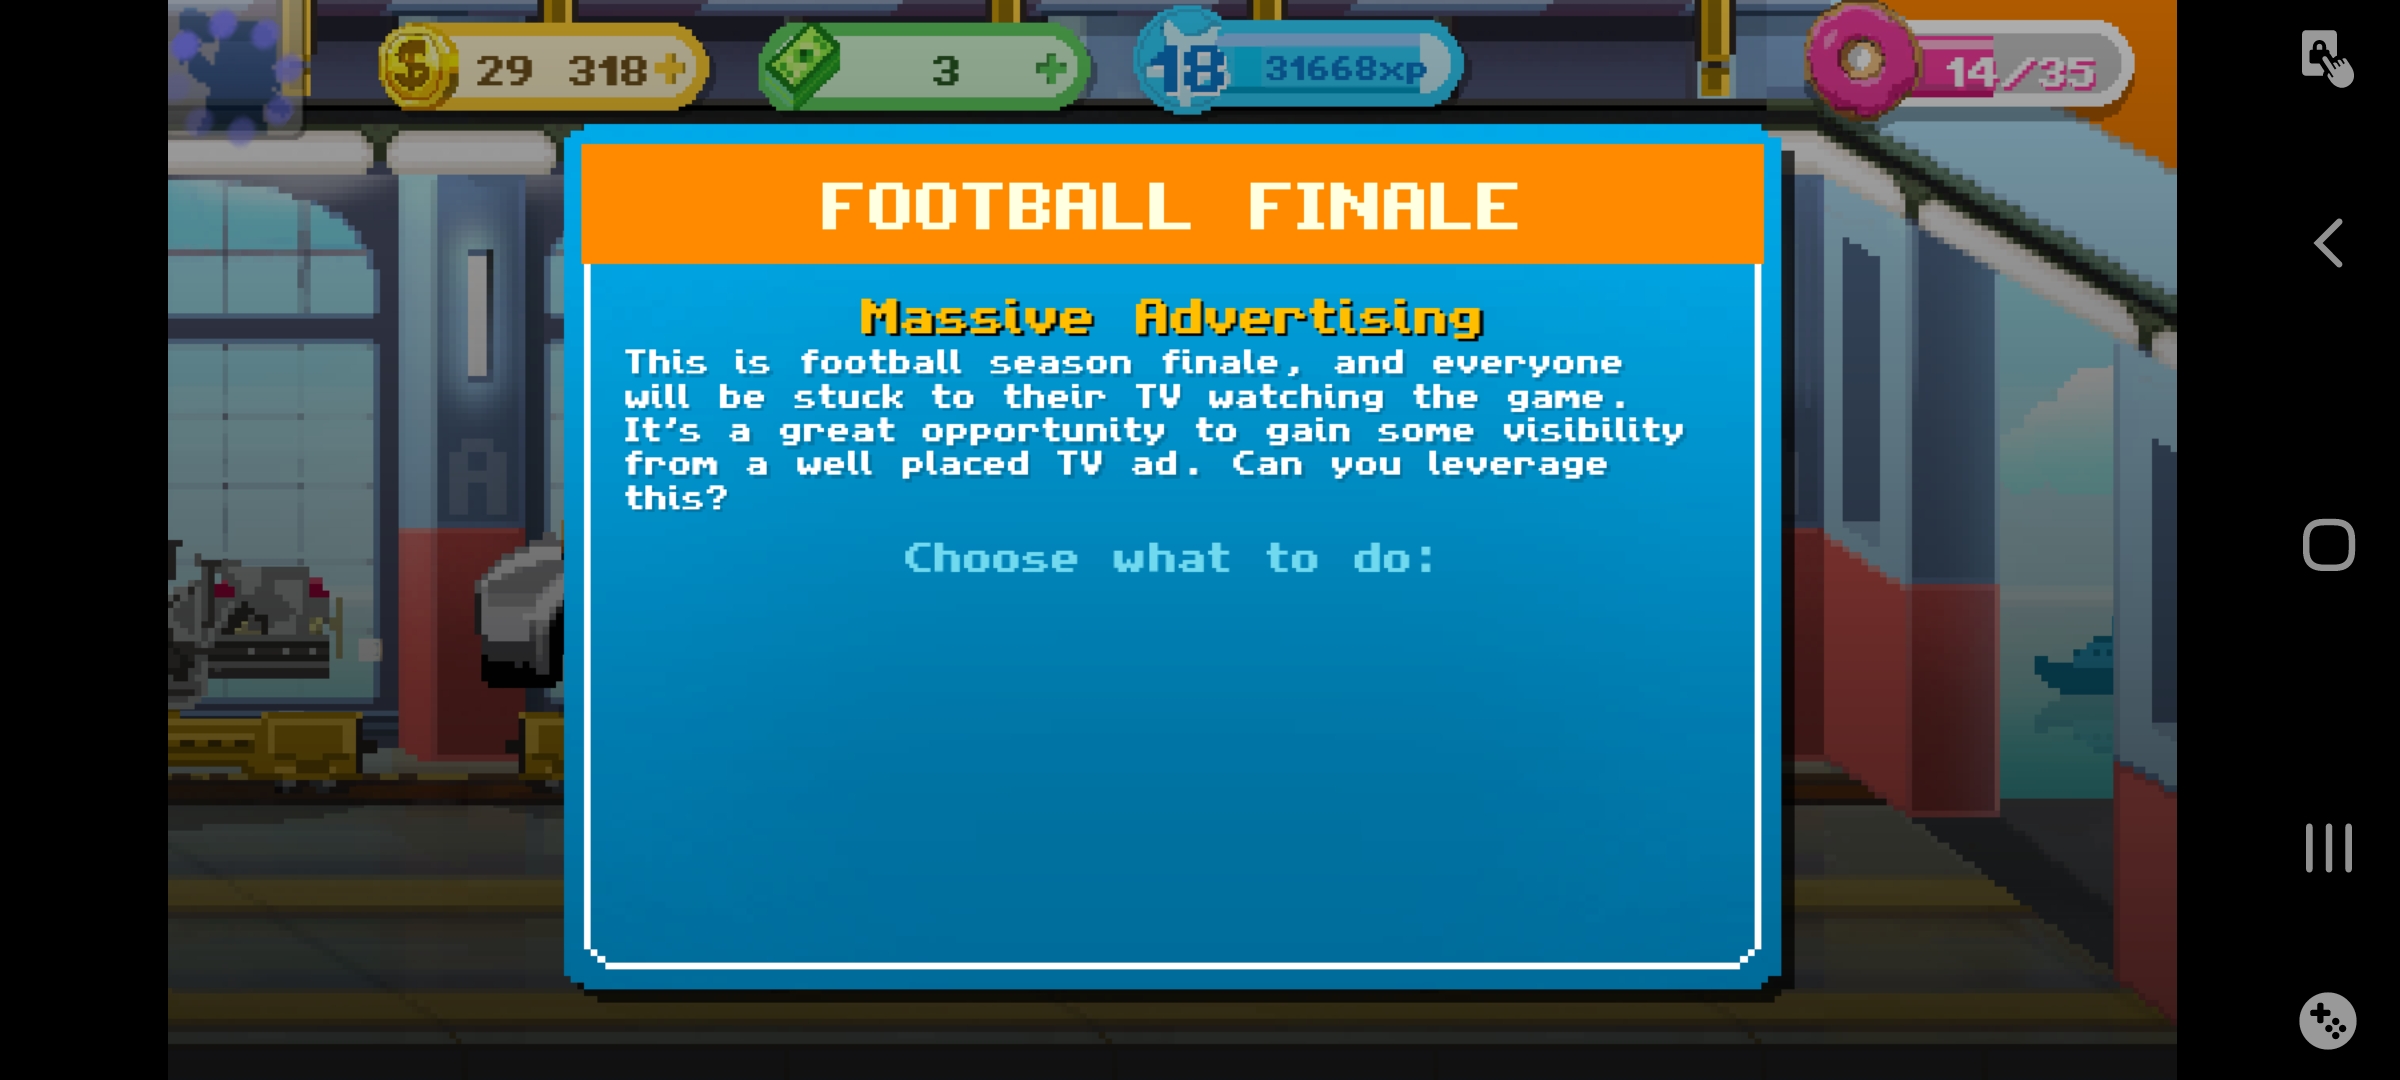 29 318 +
3 +
18 31668xp
14/35
FOOTBALL FINALE
Massive Advertising
This is football season finale, and everyone
will be stuck to their TV watching the game.
It's a great opportunity to gain some visibility
from a well placed TV ad. Can you leverage
this?
Choose what to do:
A